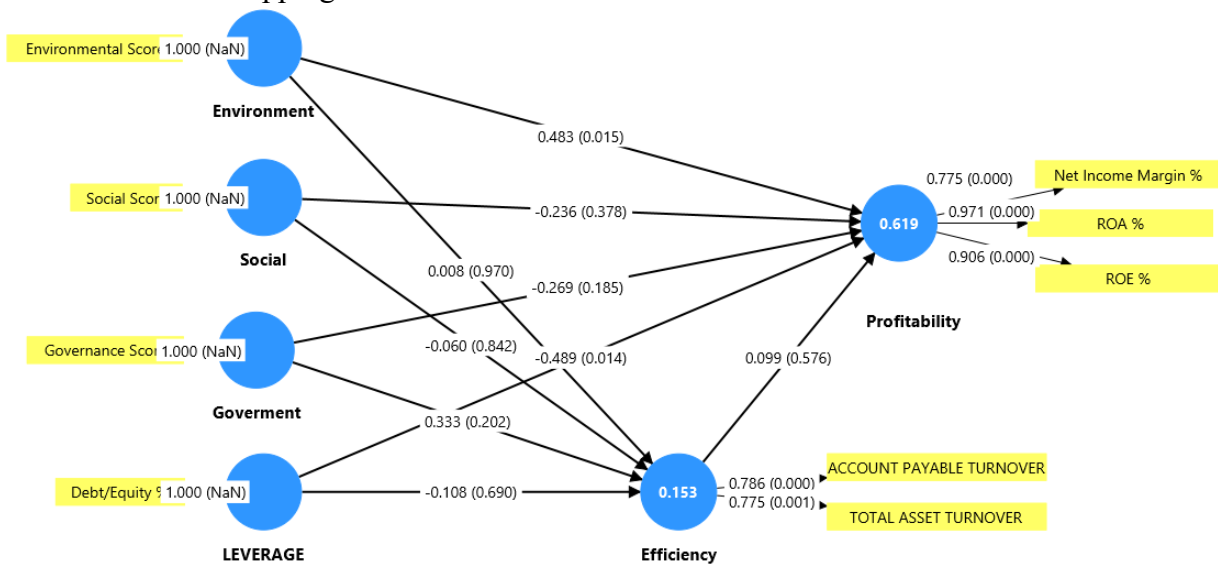 pping
Environmental Score 1.000 (NaN)
Environment
0.483 (0.015)
0.775 (0.000) Net Income Margin %
Social Scor 1.000 (NaN)
-0.236 (0.378)
0.619
0.971 (0.000) ROA %
Social
0.008 (0.970)
-0.269 (0.185)
0.906 (0.000) ROE %
Profitability
Governance Scor 1.000 (NaN)
-0.060 (0.842)
-0.489 (0.014)
0.099 (0.576)
Goverment
0.333 (0.202)
ACCOUNT PAYABLE TURNOVER
Debt/Equity % 1.000 (NaN)
-0.108 (0.690)
0.153
0.786 (0.000)
0.775 (0.001)
TOTAL ASSET TURNOVER
LEVERAGE
Efficiency